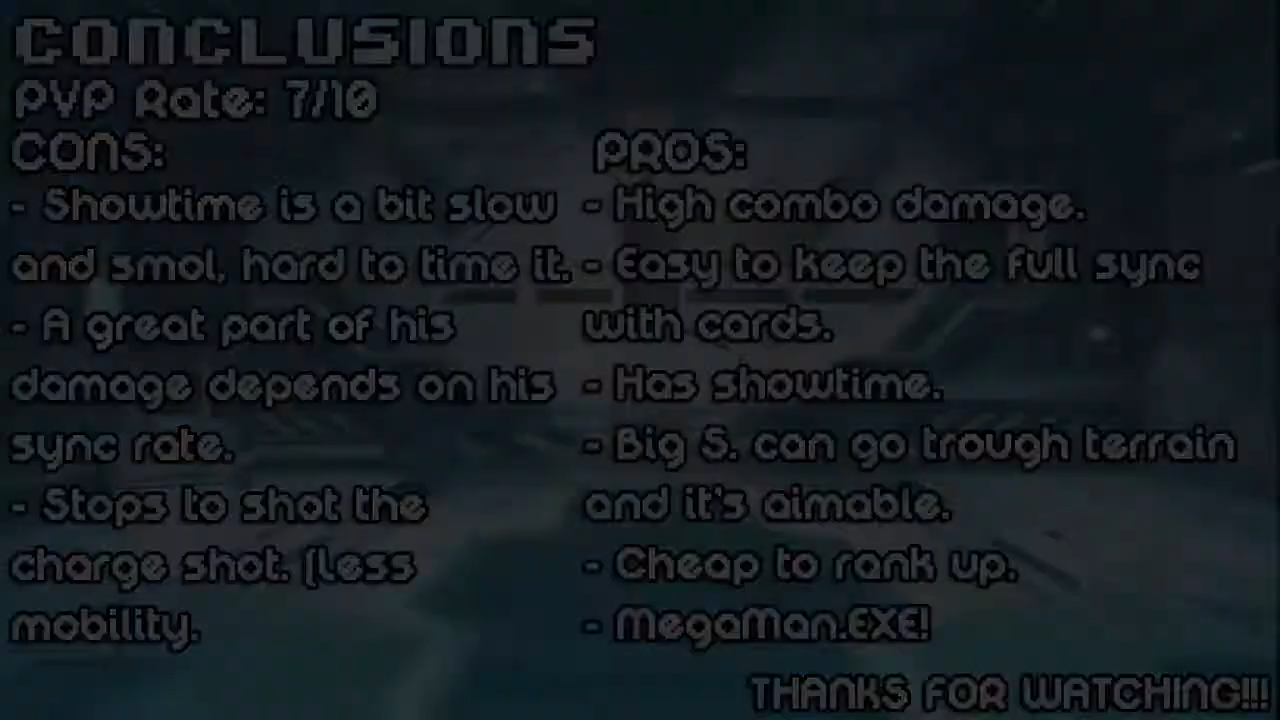 CONCLUSIONS
PVP Rate: 7/10
CONS:
- Showtime is a bit slow
and smol, hard to time it.
- A great part of his
damage depends on his
sync rate.
- Stops to shot the
charge shot. (Less
mobility.
PROS:
- High combo damage.
- Easy to keep the full sync
with cards.
- Has showtime.
- Big S. can go trough terrain
and it's aimable.
- Cheap to rank up.
- MegaMan.EXE!
THANKS FOR WATCHING!!!